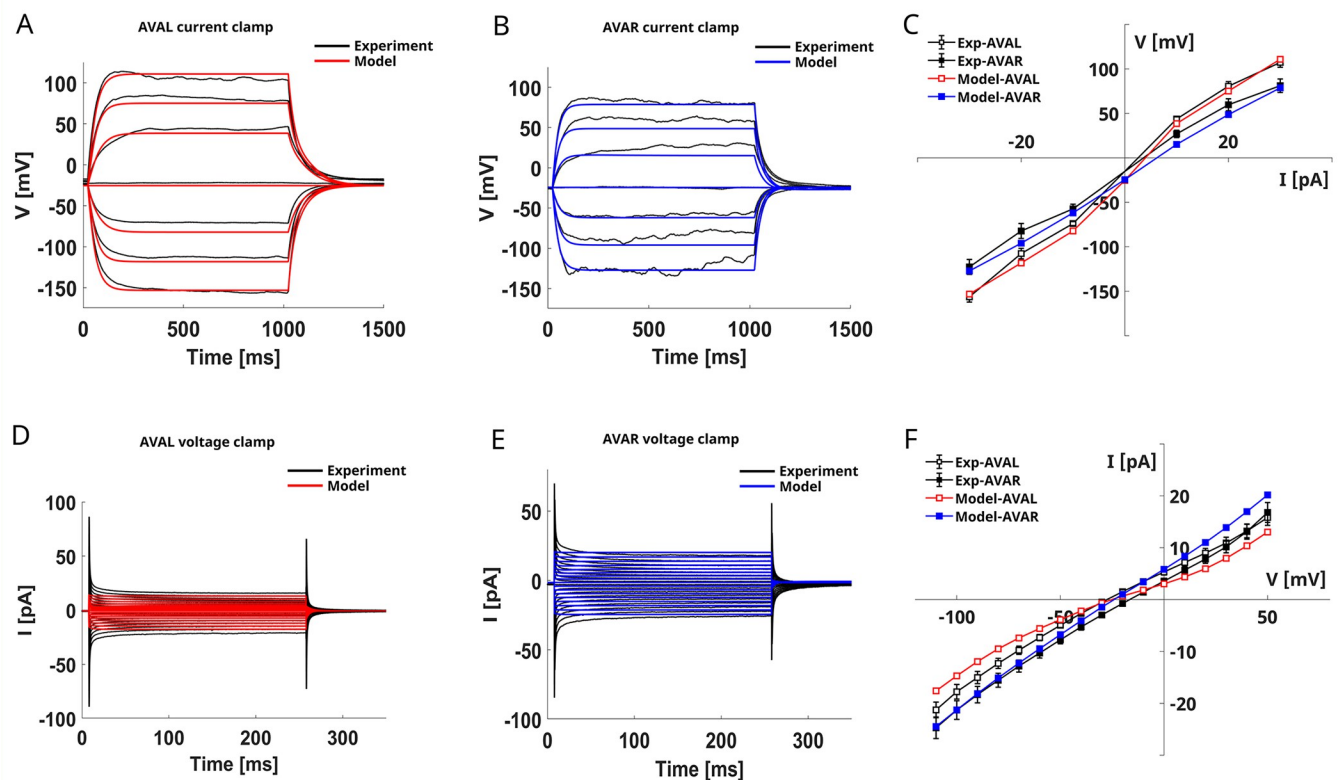 A
AVAL current clamp
Experiment
Model
100
50
0
-50
-100
-150
V [mV]
0
500
1000
1500
Time [ms]
B
AVAR current clamp
Experiment
Model
100
50
0
-50
-100
-150
V [mV]
0
500
1000
1500
Time [ms]
C
Exp-AVAL
Exp-AVAR
Model-AVAL
Model-AVAR
V [mV]
100
50
-20
20
I [pA]
-50
-100
-150
D
AVAL voltage clamp
Experiment
Model
100
50
0
-50
-100
I [pA]
0
100
200
300
Time [ms]
E
AVAR voltage clamp
Experiment
Model
50
0
-50
-100
I [pA]
0
100
200
300
Time [ms]
F
Exp-AVAL
Exp-AVAR
Model-AVAL
Model-AVAR
I [pA]
20
10
V [mV]
-100
-50
50
-10
-20